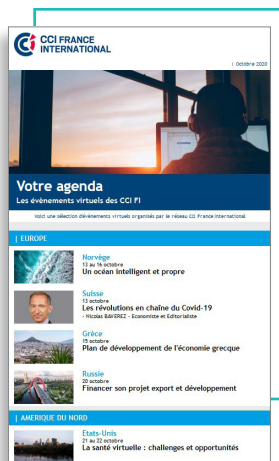 CCI FRANCE
INTERNATIONAL
| Octobre 2020
Votre agenda
Les évènements virtuels des CCI FI
Voici une sélection d'évènements virtuels organisés par le réseau CCI France International
| EUROPE
Norvège
13 au 16 octobre
Un océan intelligent et propre
Suisse
13 octobre
Les révolutions en chaîne du Covid-19
- Nicolas BAVEREZ - Economiste et Editorialiste
Grèce
15 octobre
Plan de développement de l'économie grecque
Russie
20 octobre
Financer son projet export et développement
| AMERIQUE DU NORD
Etats-Unis
21 au 22 octobre
La santé virtuelle : challenges et opportunités